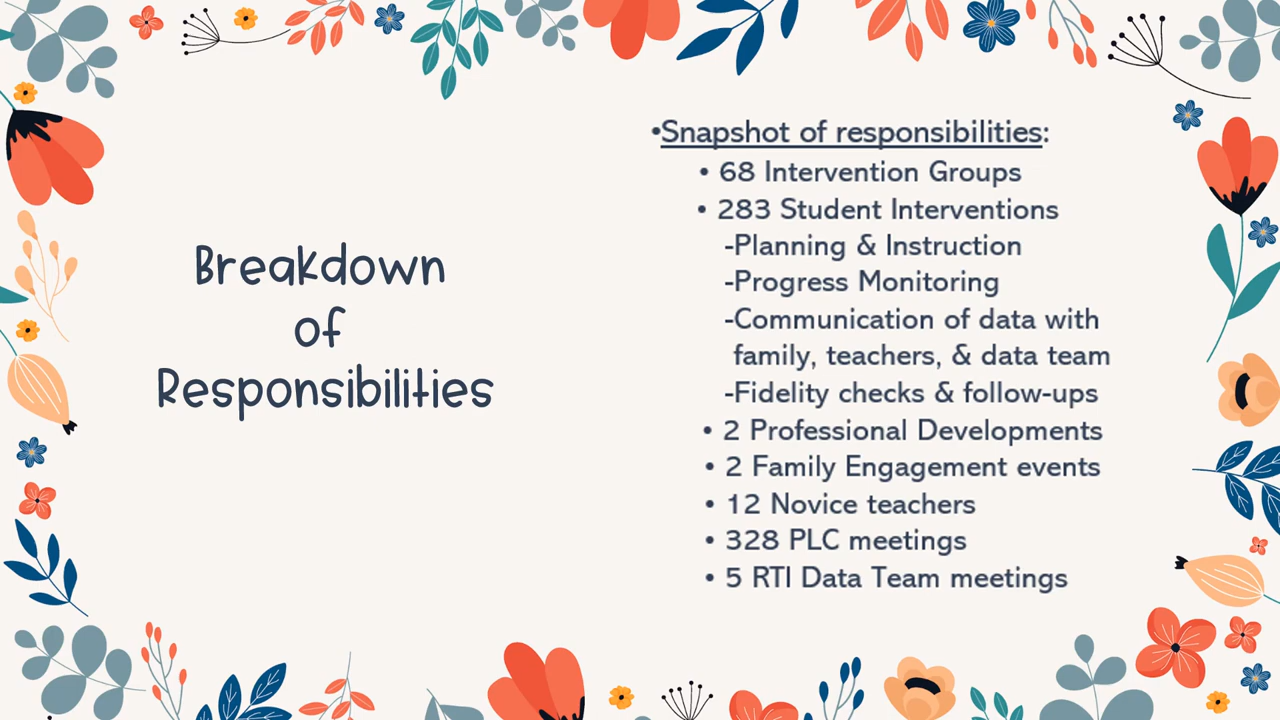 Breakdown
of
Responsibilities
•Snapshot of responsibilities:
• 68 Intervention Groups
• 283 Student Interventions
-Planning & Instruction
-Progress Monitoring
-Communication of data with
family, teachers, & data team
-Fidelity checks & follow-ups
• 2 Professional Developments
• 2 Family Engagement events
• 12 Novice teachers
• 328 PLC meetings
• 5 RTI Data Team meetings